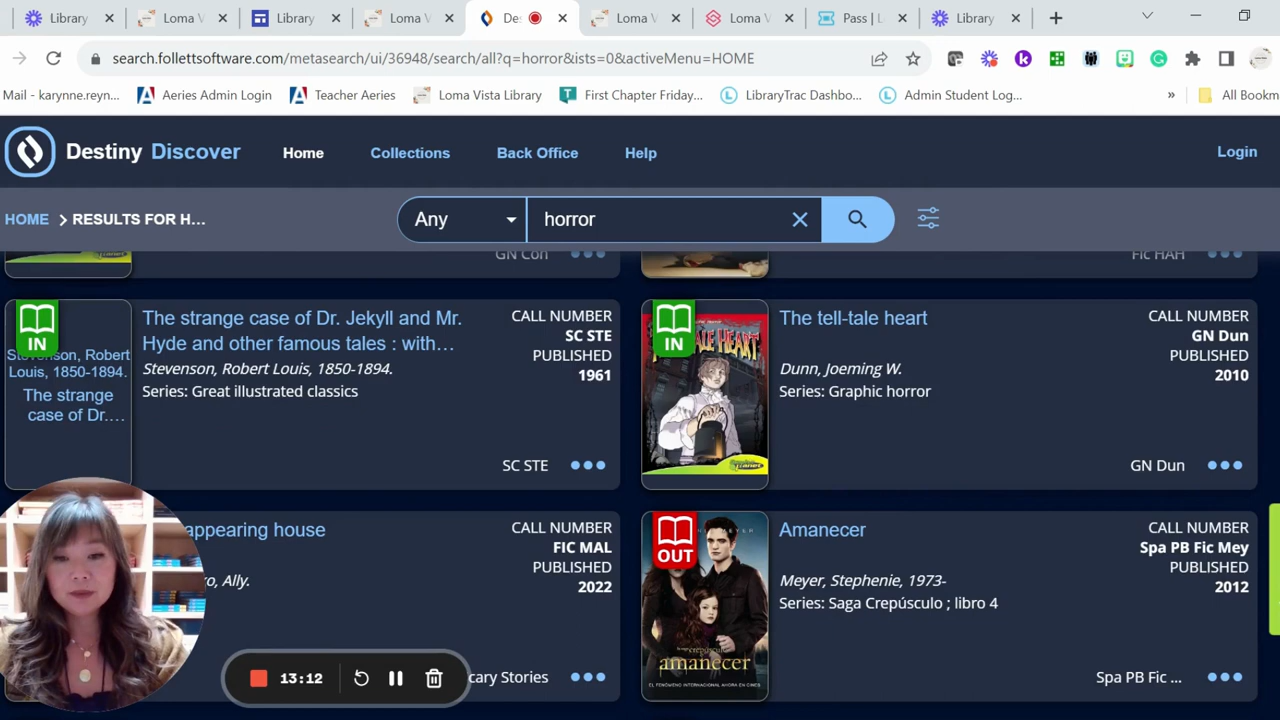 Library
Loma V
Library
Loma V
Des
Loma V
Loma V
Pass | L
Library
search.follettsoftware.com/metasearch/ui/36948/search/all?q=horror&ists=0&activeMenu=HOME
Mail - karynne.reyn...
Aeries Admin Login
Teacher Aeries
Loma Vista Library
First Chapter Friday...
LibraryTrac Dashbo...
Admin Student Log...
»
All Bookm
Destiny Discover
Home
Collections
Back Office
Help
Login
HOME > RESULTS FOR H...
Any
horror
GN Con
Fic HAH
IN
Stevenson, Robert
Louis, 1850-1894.
The strange
case of Dr....
The strange case of Dr. Jekyll and Mr.
Hyde and other famous tales : with...
Stevenson, Robert Louis, 1850-1894.
Series: Great illustrated classics
CALL NUMBER
SC STE
PUBLISHED
1961
SC STE
IN
HEART
The tell-tale heart
Dunn, Joeming W.
Series: Graphic horror
CALL NUMBER
GN Dun
PUBLISHED
2010
GN Dun
appearing house
o, Ally.
CALL NUMBER
FIC MAL
PUBLISHED
2022
cary Stories
OUT
amanecer
EL FENÓMENO INTERNACIONAL AHORA EN CINES
Amanecer
Meyer, Stephenie, 1973-
Series: Saga Crepúsculo ; libro 4
CALL NUMBER
Spa PB Fic Mey
PUBLISHED
2012
Spa PB Fic ...
13:12